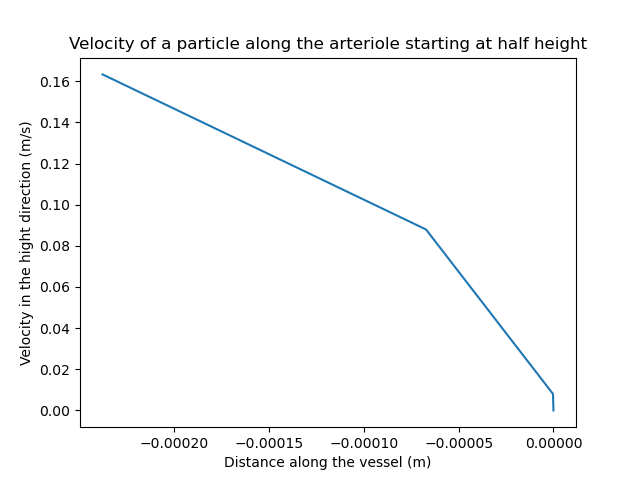 Velocity of a particle along the arteriole starting at half height
0.16
0.14
0.12
0.10
0.08
0.06
0.04
0.02
0.00
Velocity in the hight direction (m/s)
−0.00020 −0.00015 −0.00010 −0.00005 0.00000
Distance along the vessel (m)